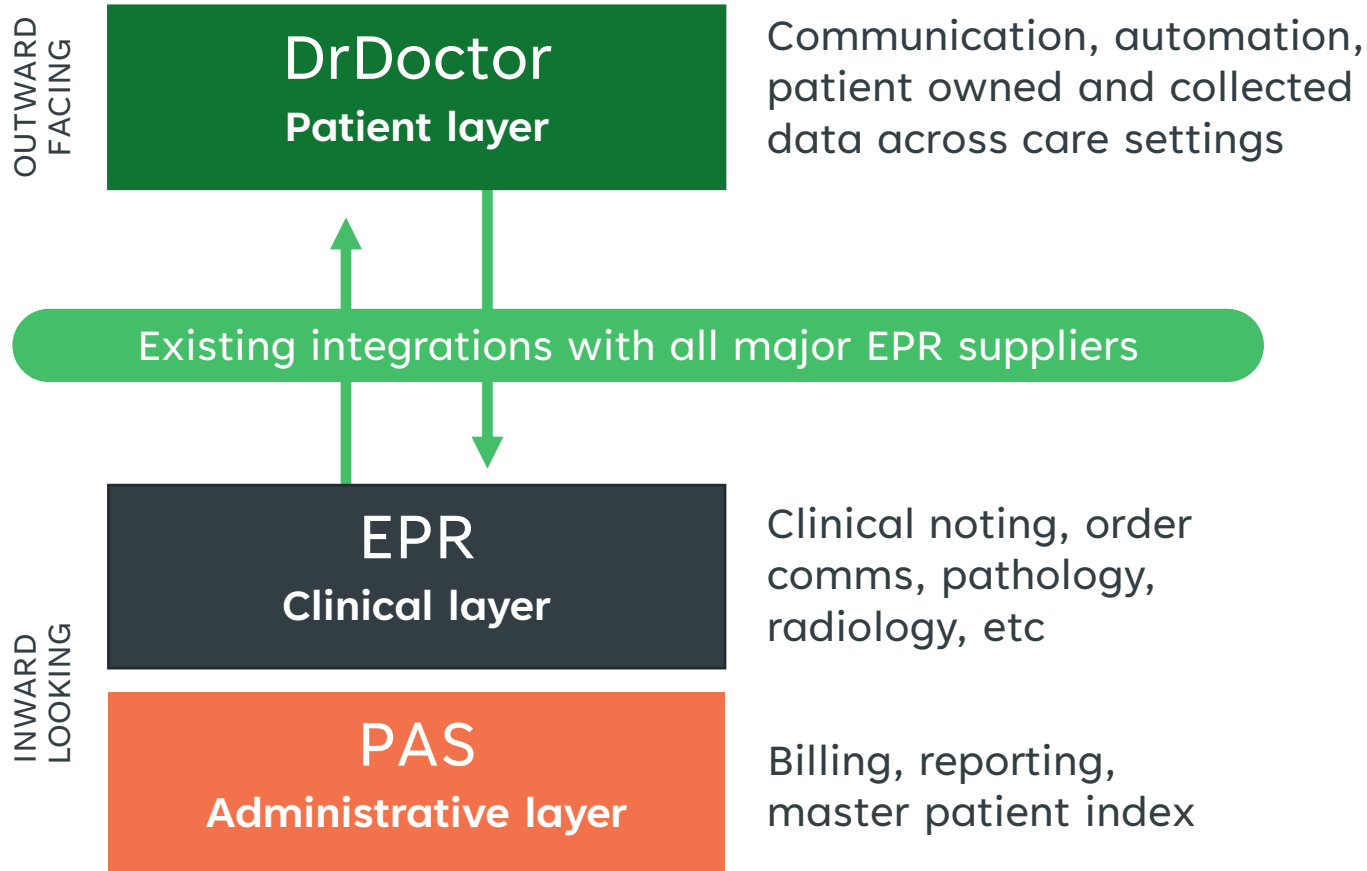 OUTWARD
FACING
DrDoctor
Patient layer
Communication, automation,
patient owned and collected
data across care settings
Existing integrations with all major EPR suppliers
INWARD
LOOKING
EPR
Clinical layer
Clinical noting, order
comms, pathology,
radiology, etc
PAS
Administrative layer
Billing, reporting,
master patient index